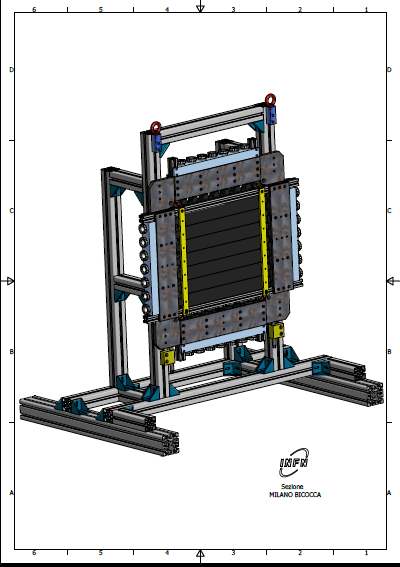 6 5 4 3 2 1
D D
C C
B B
A A
INFN
Sezione
MILANO BICOCCA
6 5 4 3 2 1